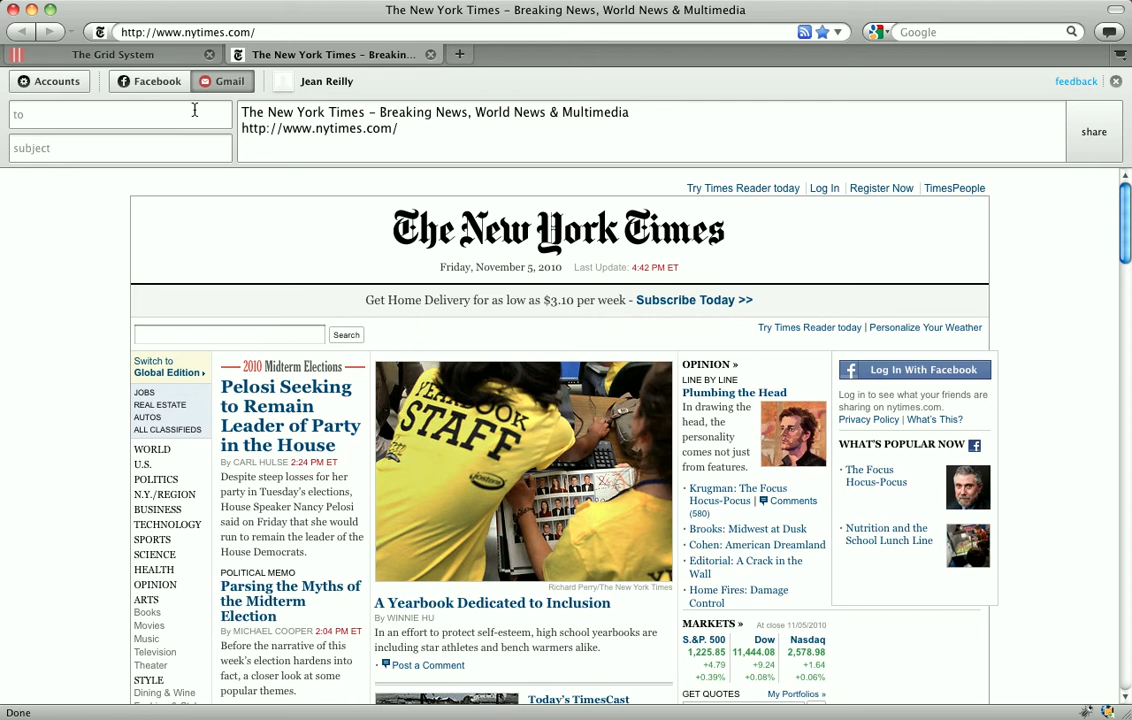 The New York Times - Breaking News, World News & Multimedia
http://www.nytimes.com/
Google
The Grid System
The New York Times - Breakin...
Accounts
Facebook
Gmail
Jean Reilly
feedback
to
subject
The New York Times - Breaking News, World News & Multimedia
http://www.nytimes.com/
share
Try Times Reader today
Log In
Register Now
TimesPeople
The New York Times
Friday, November 5, 2010
Last Update: 4:42 PM ET
Get Home Delivery for as low as $3.10 per week - Subscribe Today >>
Search
Try Times Reader today | Personalize Your Weather
Switch to
Global Edition
JOBS
REAL ESTATE
AUTOS
ALL CLASSIFIEDS
WORLD
U.S.
POLITICS
N.Y./REGION
BUSINESS
TECHNOLOGY
SPORTS
SCIENCE
HEALTH
OPINION
ARTS
Books
Movies
Music
Television
Theater
STYLE
Dining & Wine
2010 Midterm Elections
Pelosi Seeking
to Remain
Leader of Party
in the House
By CARL HULSE 2:24 PM ET
Despite steep losses for her
party in Tuesday's elections,
House Speaker Nancy Pelosi
said on Friday that she would
run to remain the leader of the
House Democrats.
POLITICAL MEMO
Parsing the Myths of
the Midterm
Election
By MICHAEL COOPER 2:04 PM ET
Before the narrative of this
week's election hardens into
fact, a closer look at some
popular themes.
YEARBOOK
STAFF
Richard Perry/The New York Times
A Yearbook Dedicated to Inclusion
By WINNIE HU
In an effort to protect self-esteem, high school yearbooks are
including star athletes and bench warmers alike.
Post a Comment
Today's TimesCast
OPINION »
LINE BY LINE
Plumbing the Head
In drawing the
head, the
personality
comes not just
from features.
Krugman: The Focus
Hocus-Pocus | Comments
(580)
Brooks: Midwest at Dusk
Cohen: American Dreamland
Editorial: A Crack in the
Wall
Home Fires: Damage
Control
MARKETS »
At close 11/05/2010
S.&P. 500
Dow
Nasdaq
1,225.85
11,444.08
2,578.98
+4.79
+9.24
+1.64
+0.39%
+0.08%
+0.06%
GET QUOTES
My Portfolios »
Log In With Facebook
Log in to see what your friends are
sharing on nytimes.com.
Privacy Policy | What's This?
WHAT'S POPULAR NOW
The Focus
Hocus-Pocus
Nutrition and the
School Lunch Line
Done